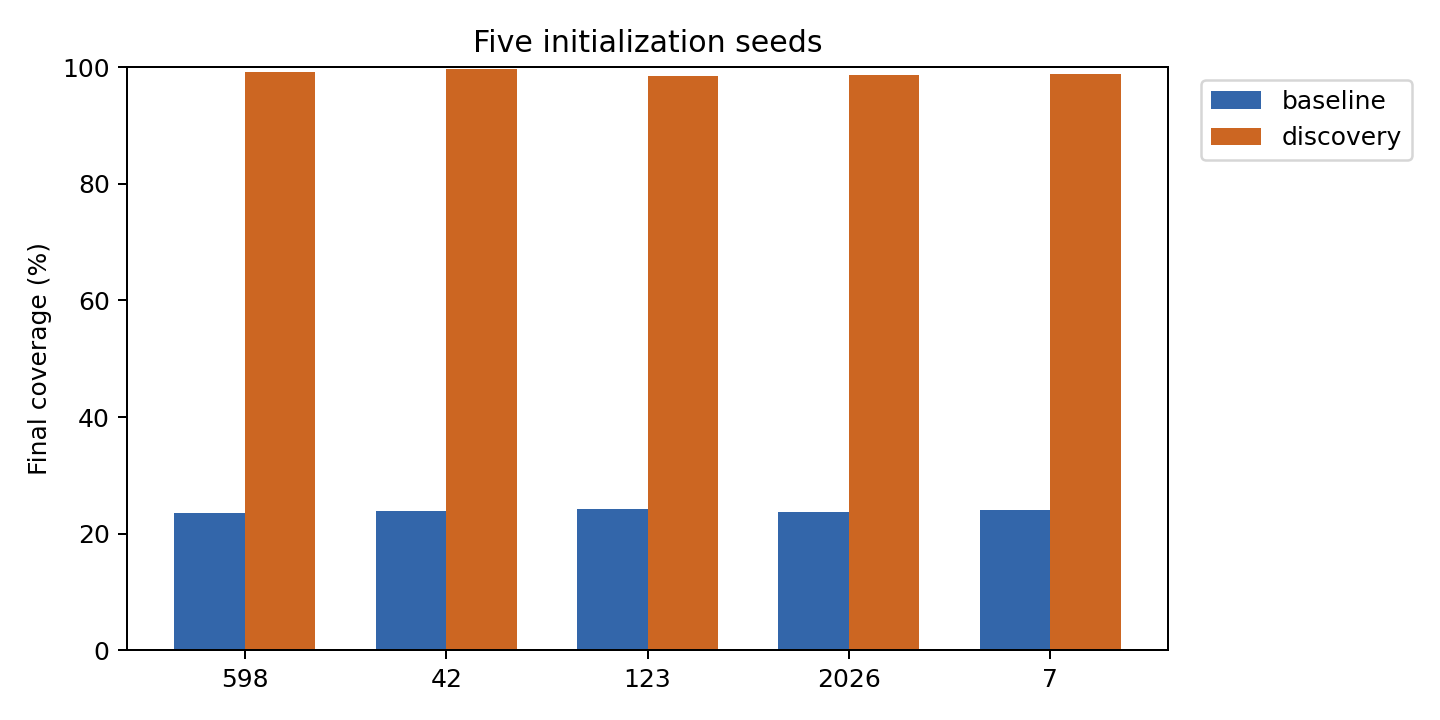 Five initialization seeds
Final coverage (%)
100
80
60
40
20
0
598 42 123 2026 7
baseline
discovery